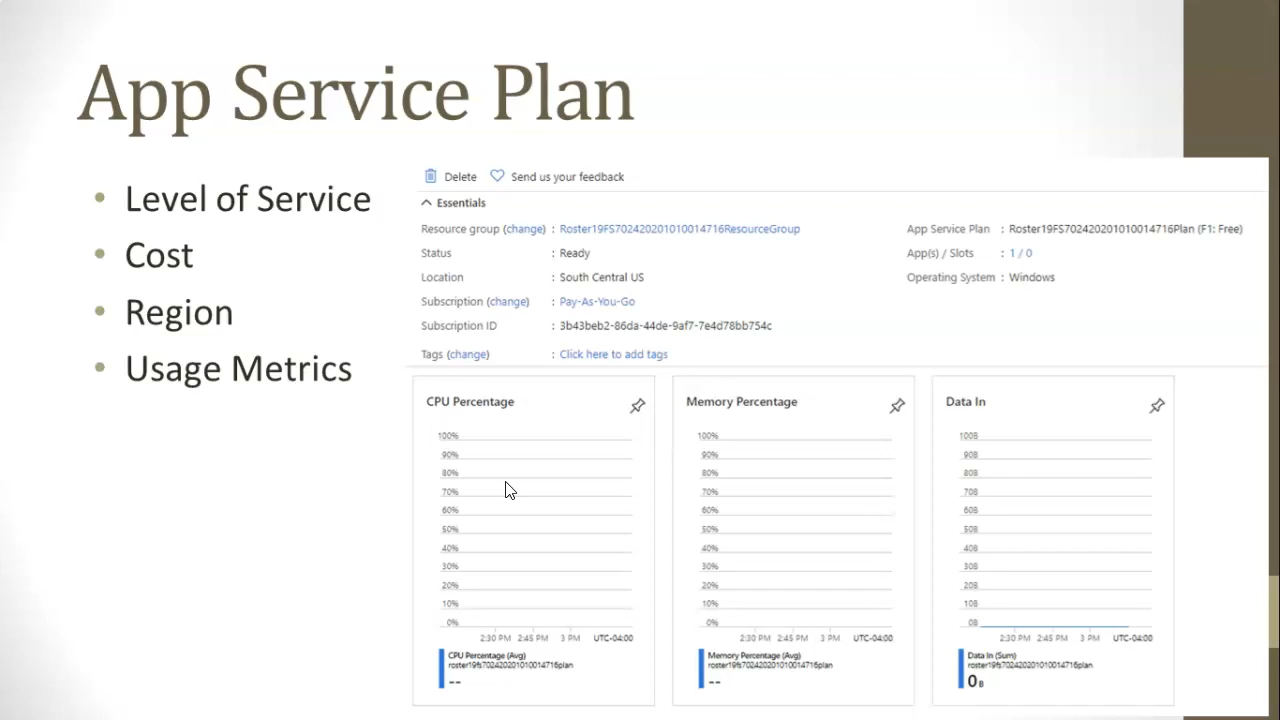 App Service Plan
• Level of Service
• Cost
• Region
• Usage Metrics
Delete Send us your feedback
Essentials
Resource group (change) : Roster19FS70242020101001​4716ResourceGroup
Status : Ready
Location : South Central US
Subscription (change) : Pay-As-You-Go
Subscription ID : 3b43beb2-86da-44de-9af7-7e4d78bb754c
Tags (change) : Click here to add tags
App Service Plan : Roster19FS702420201010014716Plan (F1: Free)
App(s) / Slots : 1 / 0
Operating System : Windows
CPU Percentage
100%
90%
80%
70%
60%
50%
40%
30%
20%
10%
0%
2:30 PM 2:45 PM 3 PM UTC-04:00
CPU Percentage (Avg)
roster19fs702420201010014716plan
--
Memory Percentage
100%
90%
80%
70%
60%
50%
40%
30%
20%
10%
0%
2:30 PM 2:45 PM 3 PM UTC-04:00
Memory Percentage (Avg)
roster19fs702420201010014716plan
--
Data In
100B
90B
80B
70B
60B
50B
40B
30B
20B
10B
0B
2:30 PM 2:45 PM 3 PM UTC-04:00
Data In (Sum)
roster19fs702420201010014716plan
0 B